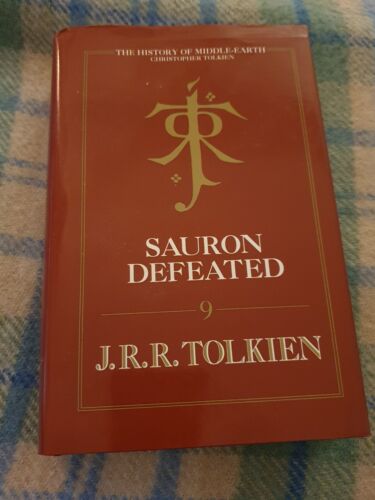 THE HISTORY OF MIDDLE-EARTH
CHRISTOPHER TOLKIEN
SAURON
DEFEATED
9
J.R.R. TOLKIEN